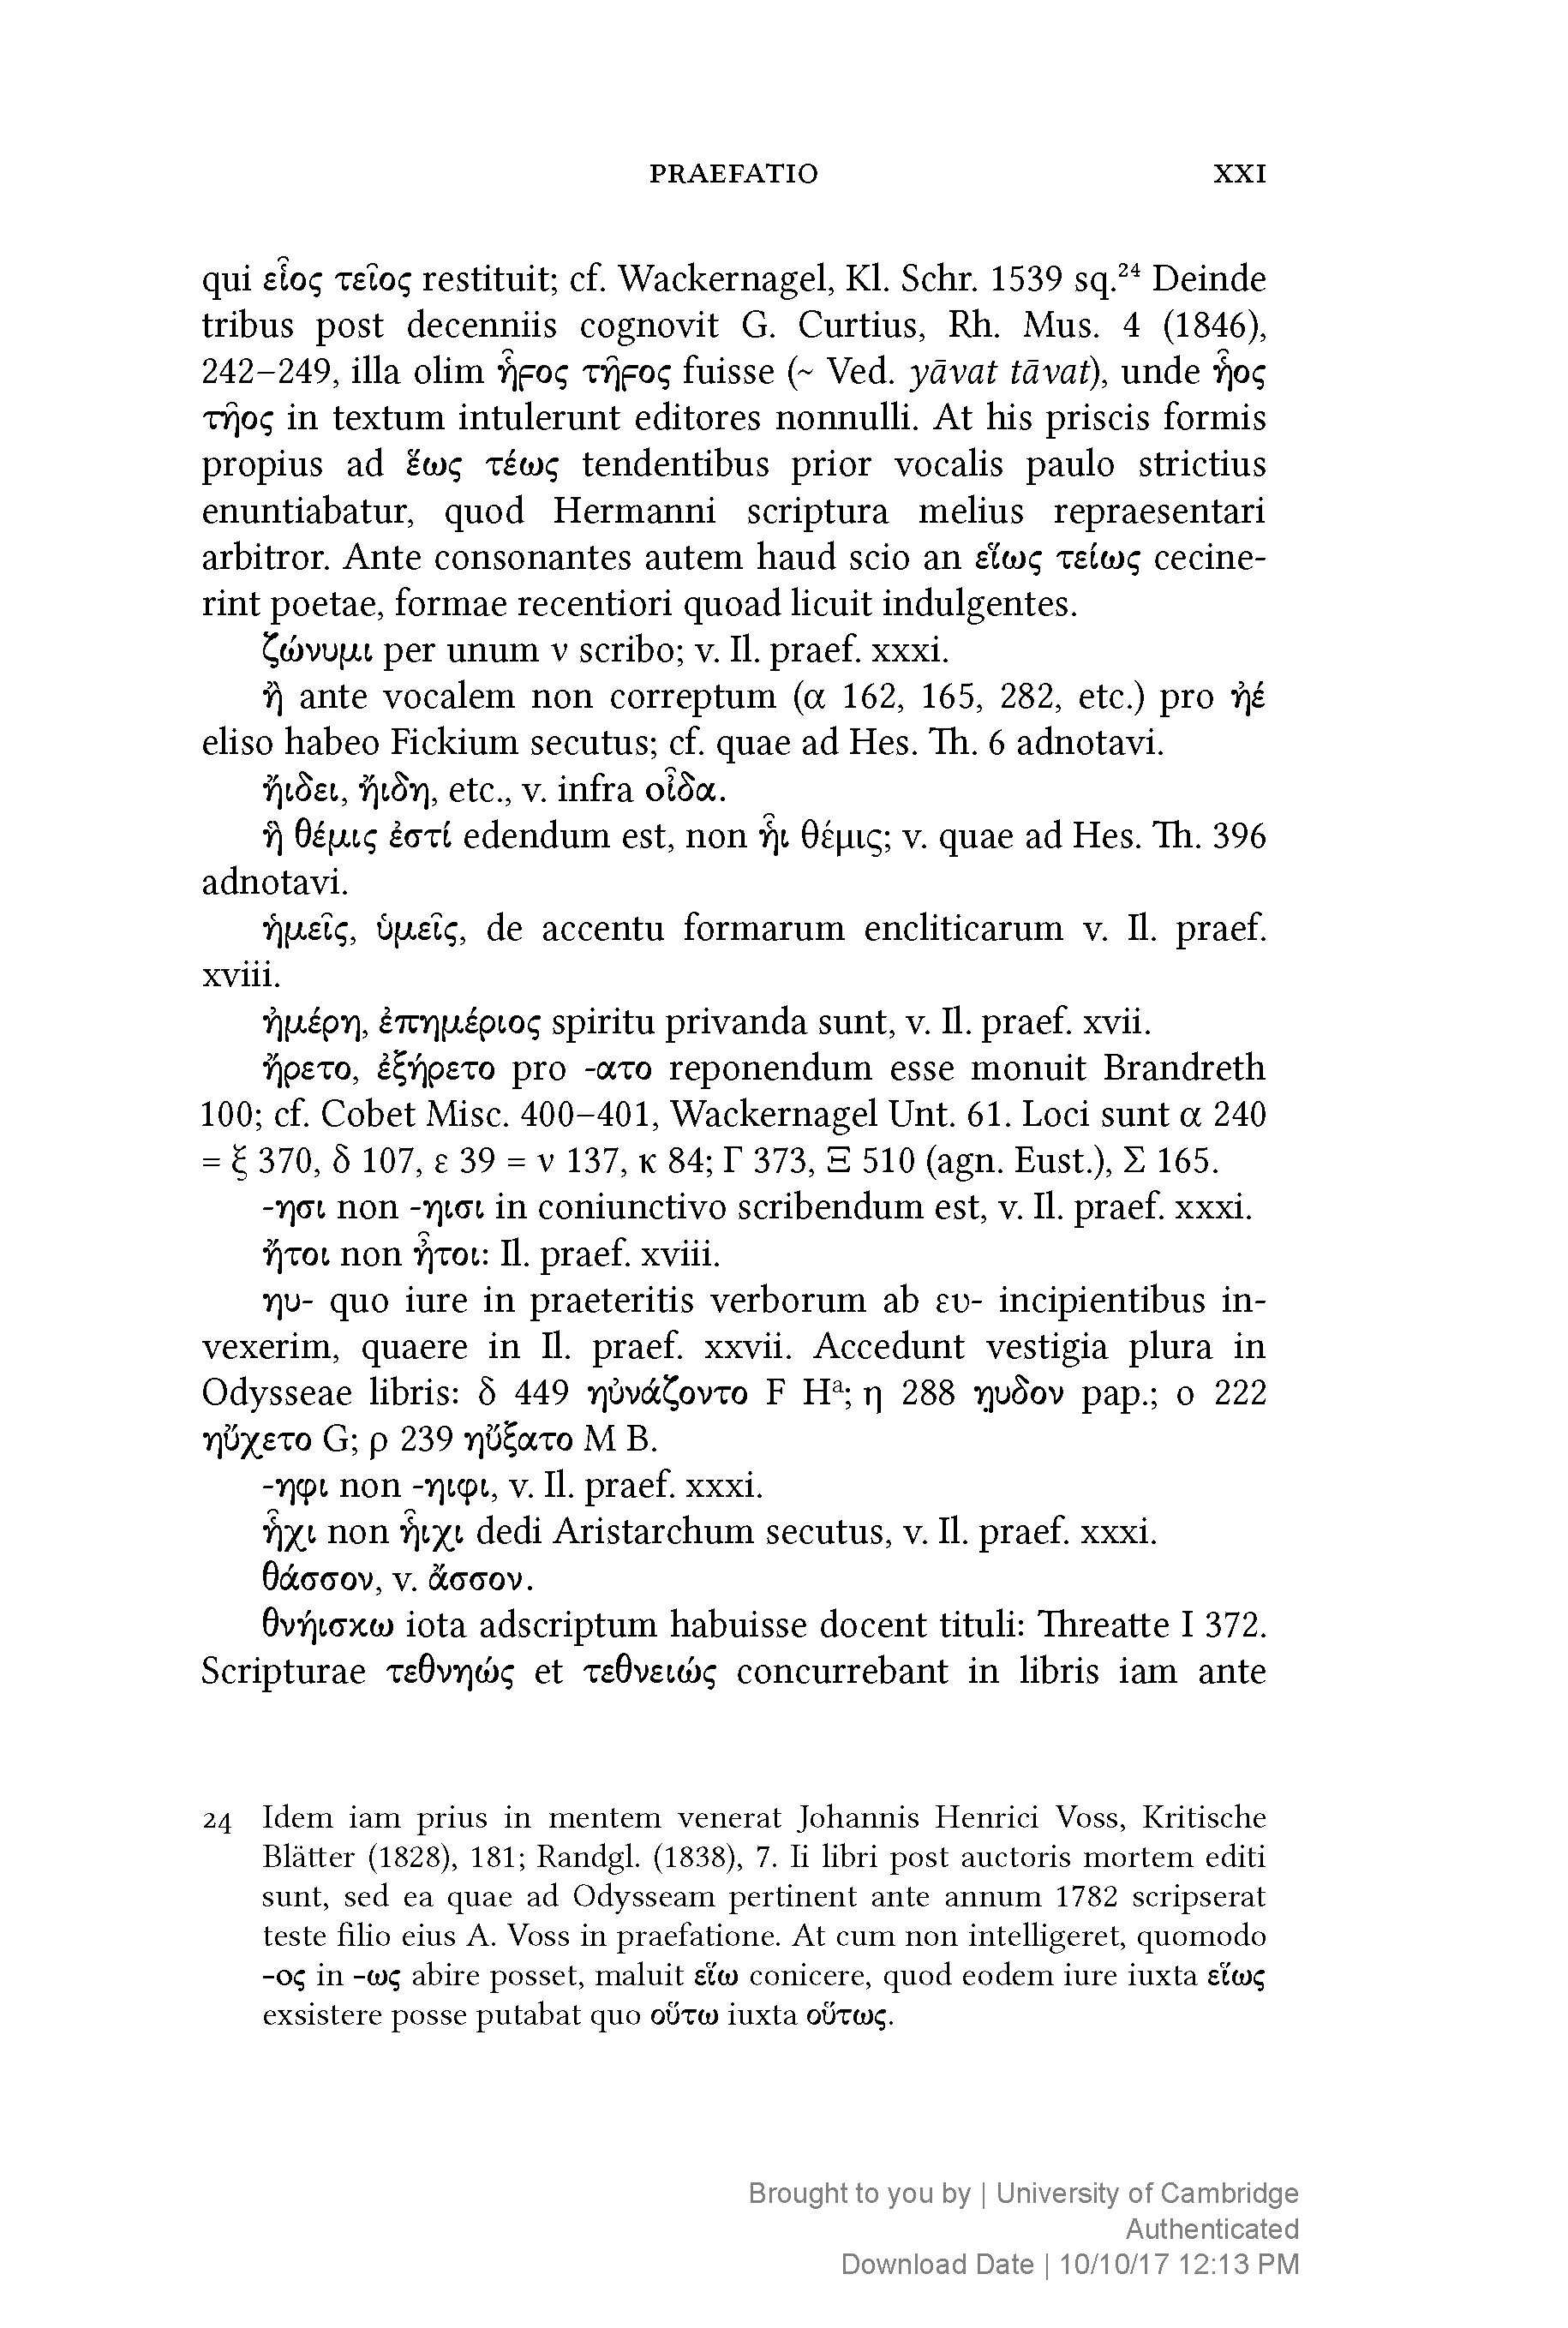 PRAEFATIO XXI
qui εἷος τεῖος restituit; cf. Wackernagel, Kl. Schr. 1539 sq.²⁴ Deinde
tribus post decenniis cognovit G. Curtius, Rh. Mus. 4 (1846),
242–249, illa olim ἧϝος τῆϝος fuisse (~ Ved. yāvat tāvat), unde ἧος
τῆος in textum intulerunt editores nonnulli. At his priscis formis
propius ad ἕως τέως tendentibus prior vocalis paulo strictius
enuntiabatur, quod Hermanni scriptura melius repraesentari
arbitror. Ante consonantes autem haud scio an εἵως τείως cecine-
rint poetae, formae recentiori quoad licuit indulgentes.
ζώνυμι per unum ν scribo; v. Il. praef. xxxi.
ἢ ante vocalem non correptum (α 162, 165, 282, etc.) pro ἠέ
eliso habeo Fickium secutus; cf. quae ad Hes. Th. 6 adnotavi.
ἤιδει, ἤιδη, etc., v. infra οἶδα.
ἣ θέμις ἐστί edendum est, non ἧι θέμις; v. quae ad Hes. Th. 396
adnotavi.
ἡμεῖς, ὑμεῖς, de accentu formarum encliticarum v. Il. praef.
xviii.
ἠμέρη, ἐπημέριος spiritu privanda sunt, v. Il. praef. xvii.
ἤρετο, ἐξήρετο pro -ατο reponendum esse monuit Brandreth
100; cf. Cobet Misc. 400–401, Wackernagel Unt. 61. Loci sunt α 240
= ξ 370, δ 107, ε 39 = ν 137, κ 84; Γ 373, Ξ 510 (agn. Eust.), Σ 165.
-ησι non -ηισι in coniunctivo scribendum est, v. Il. praef. xxxi.
ἤτοι non ἦτοι: Il. praef. xviii.
ηυ- quo iure in praeteritis verborum ab ευ- incipientibus in-
vexerim, quaere in Il. praef. xxvii. Accedunt vestigia plura in
Odysseae libris: δ 449 ηὐνάζοντο F Hᵃ; η 288 η̣υδον pap.; ο 222
ηὔχετο G; ρ 239 ηὔξατο M B.
-ηφι non -ηιφι, v. Il. praef. xxxi.
ἧχι non ἧιχι dedi Aristarchum secutus, v. Il. praef. xxxi.
θάσσον, v. ἄσσον.
θνήισκω iota adscriptum habuisse docent tituli: Threatte I 372.
Scripturae τεθνηώς et τεθνειώς concurrebant in libris iam ante
24 Idem iam prius in mentem venerat Johannis Henrici Voss, Kritische
Blätter (1828), 181; Randgl. (1838), 7. Ii libri post auctoris mortem editi
sunt, sed ea quae ad Odysseam pertinent ante annum 1782 scripserat
teste filio eius A. Voss in praefatione. At cum non intelligeret, quomodo
-ος in -ως abire posset, maluit εἵω conicere, quod eodem iure iuxta εἵως
exsistere posse putabat quo οὕτω iuxta οὕτως.
Brought to you by | University of Cambridge
Authenticated
Download Date | 10/10/17 12:13 PM